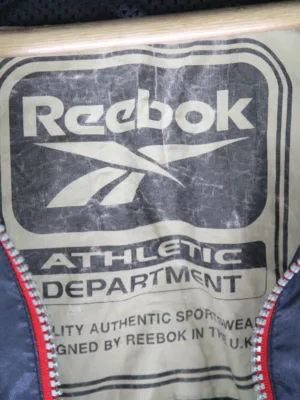 Reebok
ATHLETIC
DEPARTMENT
LITY AUTHENTIC SPORTSWEA
GNED BY REEBOK IN THE U.K